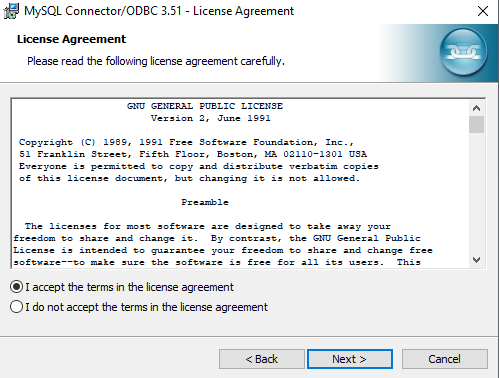 MySQL Connector/ODBC 3.51 - License Agreement
License Agreement
Please read the following license agreement carefully.
GNU GENERAL PUBLIC LICENSE
Version 2, June 1991
Copyright (C) 1989, 1991 Free Software Foundation, Inc.,
51 Franklin Street, Fifth Floor, Boston, MA 02110-1301 USA
Everyone is permitted to copy and distribute verbatim copies
of this license document, but changing it is not allowed.
Preamble
The licenses for most software are designed to take away your
freedom to share and change it.  By contrast, the GNU General Public
License is intended to guarantee your freedom to share and change free
software--to make sure the software is free for all its users.  This
I accept the terms in the license agreement
I do not accept the terms in the license agreement
< Back
Next >
Cancel